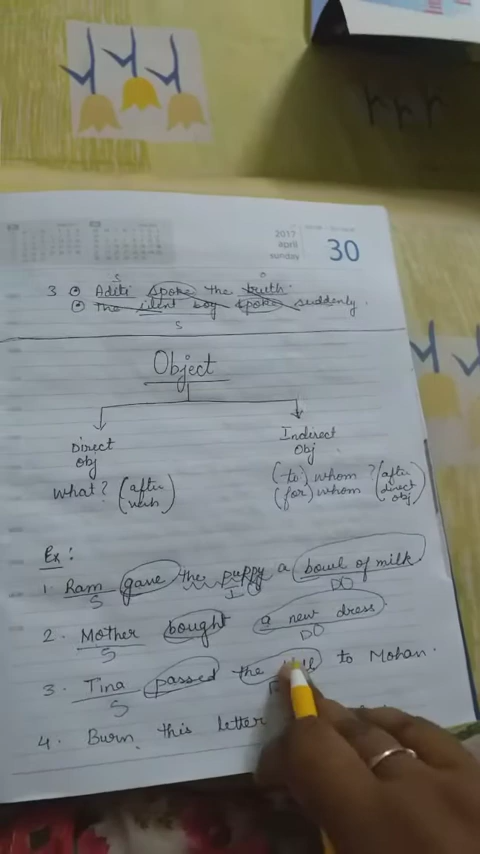 2017
april
sunday
30
S O
3 Aditi spoke the truth.
The silent boy spoke suddenly.
S
Object
Direct Obj
Indirect Obj
What? (after verb)
(to) whom ? (after direct obj)
(for) whom
Ex:
1. Ram gave the puppy a bowl of milk
S IO DO
2. Mother bought a new dress.
S DO
3. Tina passed the to Mohan.
S
4. Burn this letter